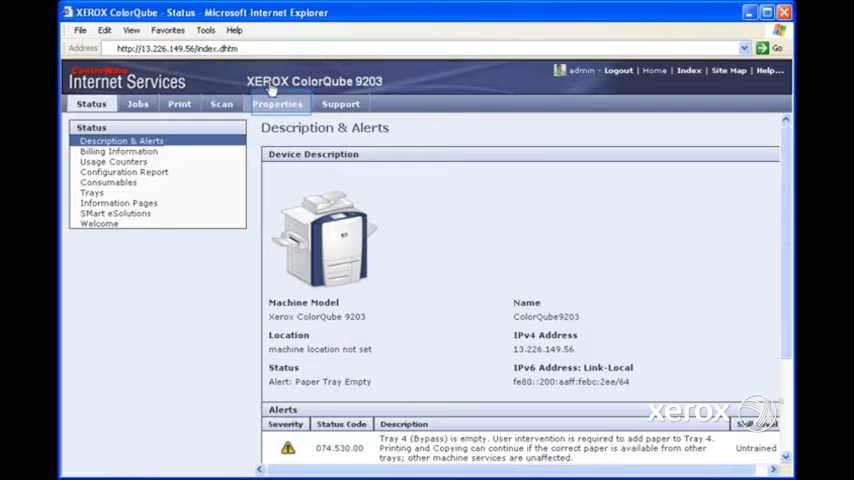 XEROX ColorQube - Status - Microsoft Internet Explorer
File Edit View Favorites Tools Help
Address http://13.226.149.56/index.dhtm Go
CentreWare
Internet Services
XEROX ColorQube 9203
admin - Logout | Home | Index | Site Map | Help...
Status Jobs Print Scan Properties Support
Status
Description & Alerts
Billing Information
Usage Counters
Configuration Report
Consumables
Trays
Information Pages
SMart eSolutions
Welcome
Description & Alerts
Device Description
Machine Model
Xerox ColorQube 9203
Name
ColorQube9203
Location
machine location not set
IPv4 Address
13.226.149.56
Status
Alert: Paper Tray Empty
IPv6 Address: Link-Local
fe80::200:aaff:febc:2ee/64
Alerts
xerox
Severity Status Code Description Skill Level
074.530.00
Tray 4 (Bypass) is empty. User intervention is required to add paper to Tray 4.
Printing and Copying can continue if the correct paper is available from other
trays; other machine services are unaffected.
Untrained